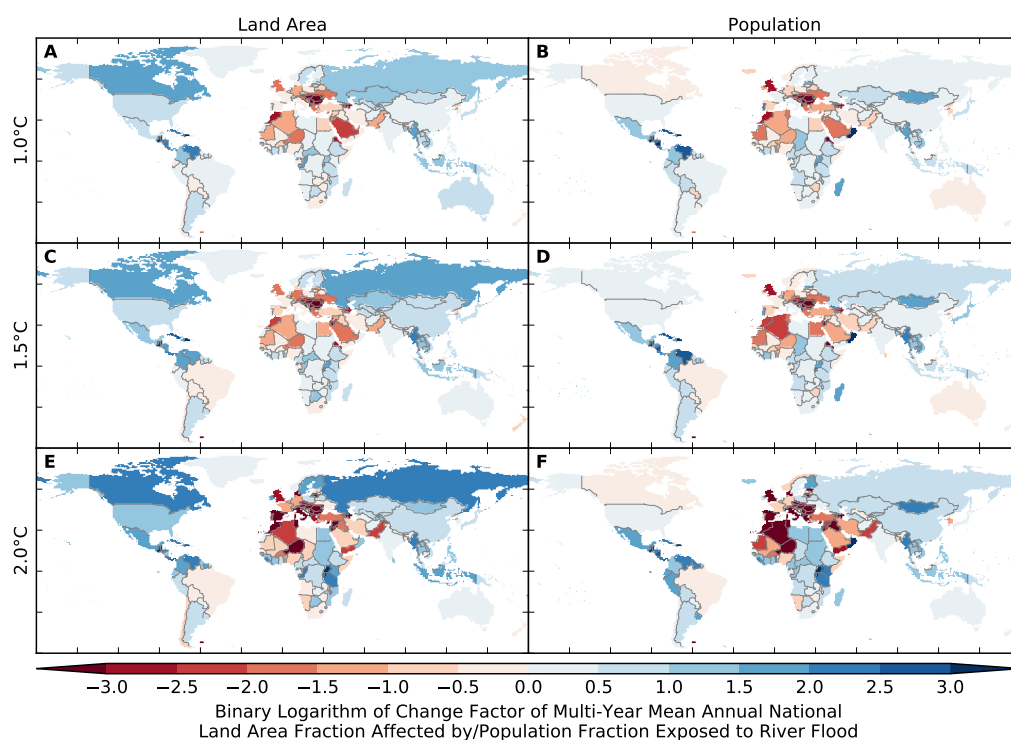 Land Area
Population
A
B
1.0°C
C
D
1.5°C
E
F
2.0°C
−3.0 −2.5 −2.0 −1.5 −1.0 −0.5 0.0 0.5 1.0 1.5 2.0 2.5 3.0
Binary Logarithm of Change Factor of Multi-Year Mean Annual National
Land Area Fraction Affected by/Population Fraction Exposed to River Flood